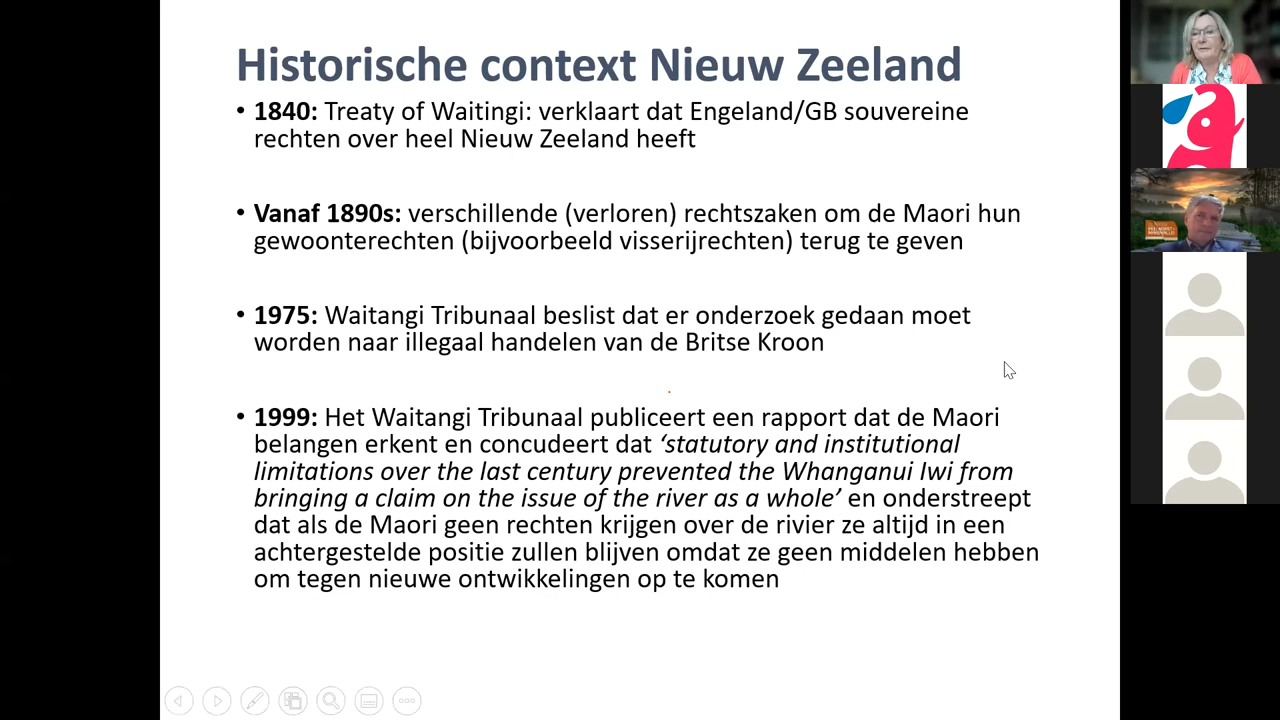 Historische context Nieuw Zeeland
• 1840: Treaty of Waitingi: verklaart dat Engeland/GB souvereine
rechten over heel Nieuw Zeeland heeft
• Vanaf 1890s: verschillende (verloren) rechtszaken om de Maori hun
gewoonterechten (bijvoorbeeld visserijrechten) terug te geven
• 1975: Waitangi Tribunaal beslist dat er onderzoek gedaan moet
worden naar illegaal handelen van de Britse Kroon
• 1999: Het Waitangi Tribunaal publiceert een rapport dat de Maori
belangen erkent en concudeert dat ‘statutory and institutional
limitations over the last century prevented the Whanganui Iwi from
bringing a claim on the issue of the river as a whole’ en onderstreept
dat als de Maori geen rechten krijgen over de rivier ze altijd in een
achtergestelde positie zullen blijven omdat ze geen middelen hebben
om tegen nieuwe ontwikkelingen op te komen